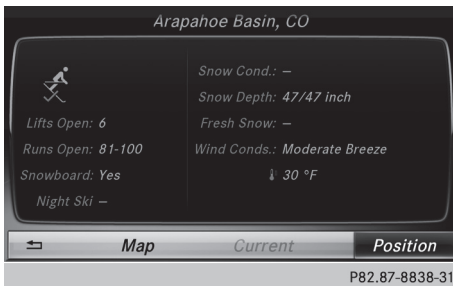 Arapahoe Basin, CO
Lifts Open: 6
Runs Open: 81-100
Snowboard: Yes
Night Ski –
Snow Cond.: –
Snow Depth: 47/47 inch
Fresh Snow: –
Wind Conds.: Moderate Breeze
30 °F
Map
Current
Position
P82.87-8838-31